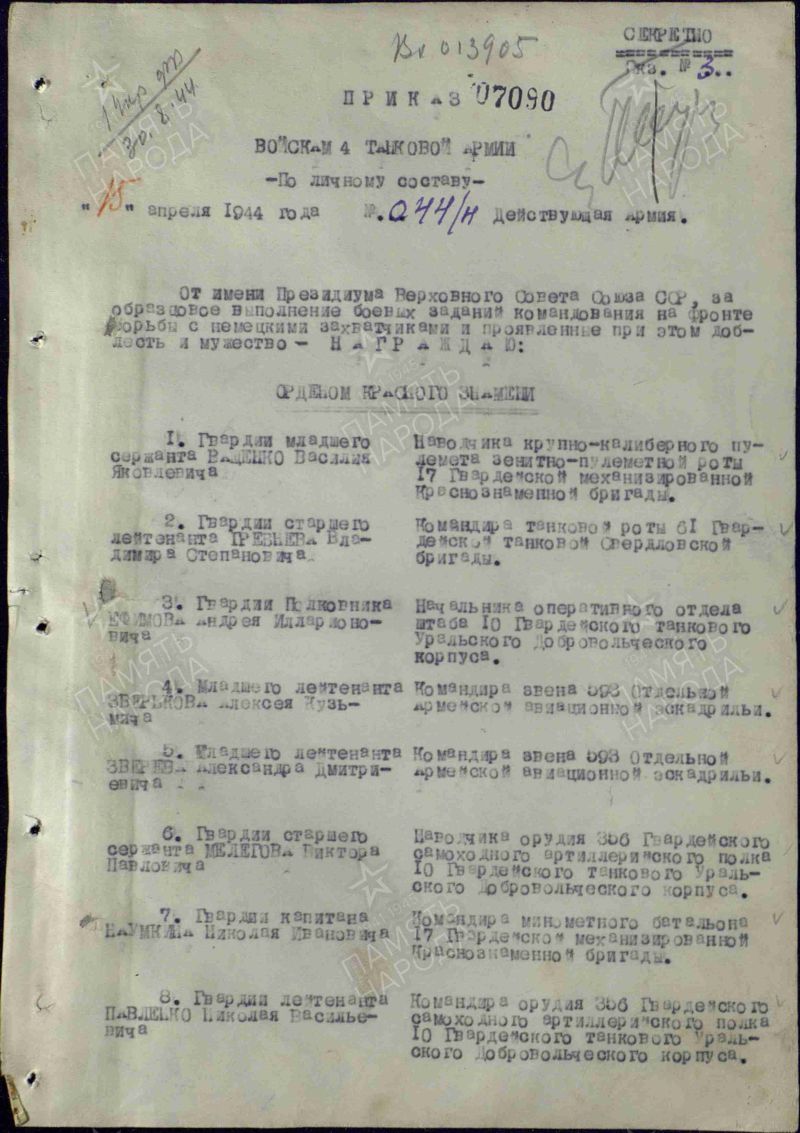 Вх 013905
СЕКРЕТНО
Экз. № 3..
30.8.44
ПРИКАЗ 07090
ВОЙСКАМ 4 ТАНКОВОЙ АРМИИ
-По личному составу-
"15" апреля 1944 года №.044/н Действующая Армия.
От имени Президиума Верховного Совета Союза ССР, за
образцовое выполнение боевых заданий командования на фронте
борьбы с немецкими захватчиками и проявленные при этом доб-
лесть и мужество - НАГРАЖДАЮ:
ОРДЕНОМ КРАСНОГО ЗНАМЕНИ
1. Гвардии младшего
сержанта ВАЩЕНКО Василия
Яковлевича
Наводчика крупно-калиберного пу-
лемета зенитно-пулеметной роты
17 Гвардейской механизированной
Краснознаменной бригады.
2. Гвардии старшего
лейтенанта Вла-
димира Степановича
Командира танковой роты 61 Гвар-
дейской танковой Свердловской
бригады.
3. Гвардии Полковника
ЕФИМОВА Андрея Илларионо-
вича
Начальника оперативного отдела
штаба 10 Гвардейского танкового
Уральского Добровольческого
корпуса.
4. Младшего лейтенанта
ЗВЕРЬКОВА Алексея Кузь-
мича
Командира звена 593 Отдельной
Армейской авиационной эскадрильи.
5. Младшего лейтенанта
ЗВЕРЕВА Александра Дмитри-
евича
Командира звена 593 Отдельной
Армейской авиационной эскадрильи.
6. Гвардии старшего
сержанта МЕЛЕГОВА Виктора
Павловича
Наводчика орудия 356 Гвардейского
самоходного артиллерийского полка
10 Гвардейского танкового Ураль-
ского Добровольческого корпуса.
7. Гвардии капитана
НАУМКИНА Николая Ивановича
Командира минометного батальона
17 Гвардейской механизированной
Краснознаменной бригады.
8. Гвардии лейтенанта
ПАВЛЕНКО Николая Василье-
вича
Командира орудия 356 Гвардейского
самоходного артиллерийского полка
10 Гвардейского танкового Ураль-
ского Добровольческого корпуса.